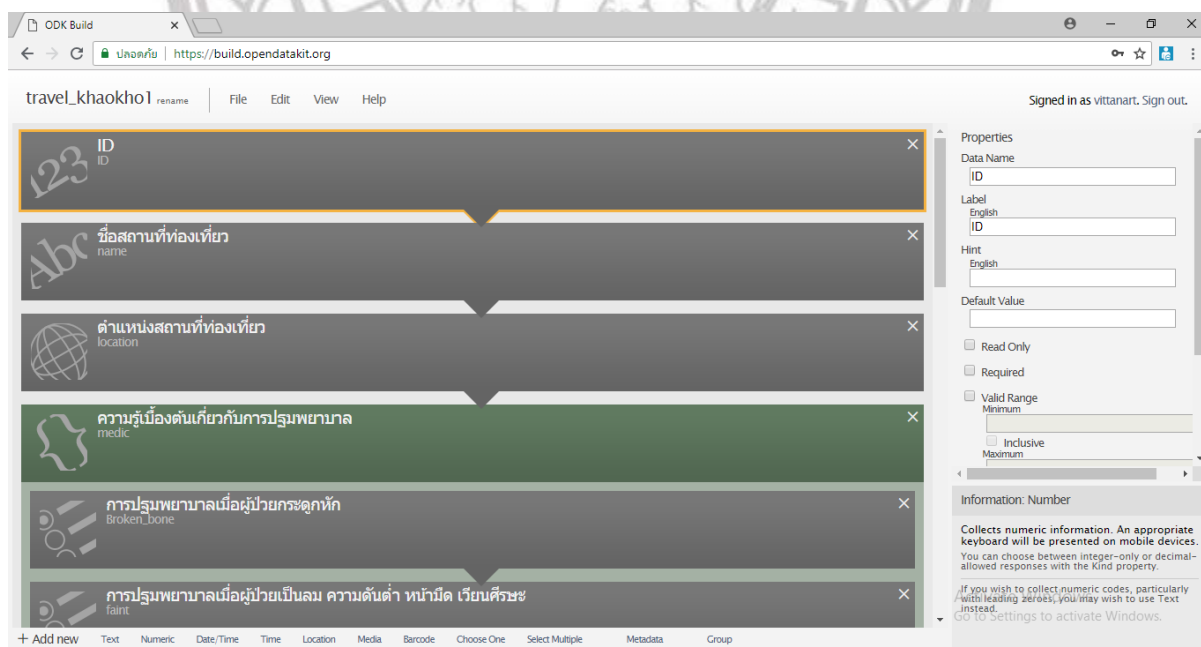 ODK Build
ปลอดภัย | https://build.opendatakit.org
travel_khaokho1 rename File Edit View Help
Signed in as vittanart. Sign out.
123
ID
ID
Abc
ชื่อสถานที่ท่องเที่ยว
name
ตำแหน่งสถานที่ท่องเที่ยว
location
{}
ความรู้เบื้องต้นเกี่ยวกับการปฐมพยาบาล
medic
การปฐมพยาบาลเมื่อผู้ป่วยกระดูกหัก
Broken_bone
การปฐมพยาบาลเมื่อผู้ป่วยเป็นลม ความดันต่ำ หน้ามืด เวียนศีรษะ
faint
+ Add new Text Numeric Date/Time Time Location Media Barcode Choose One Select Multiple Metadata Group
Properties
Data Name
ID
Label
English
ID
Hint
English
Default Value
Read Only
Required
Valid Range
Minimum
Inclusive
Maximum
Information: Number
Collects numeric information. An appropriate
keyboard will be presented on mobile devices.
You can choose between integer-only or decimal-
allowed responses with the Kind property.
If you wish to collect numeric codes, particularly
with leading zeroes, you may wish to use Text
instead.
Activate Windows
Go to Settings to activate Windows.